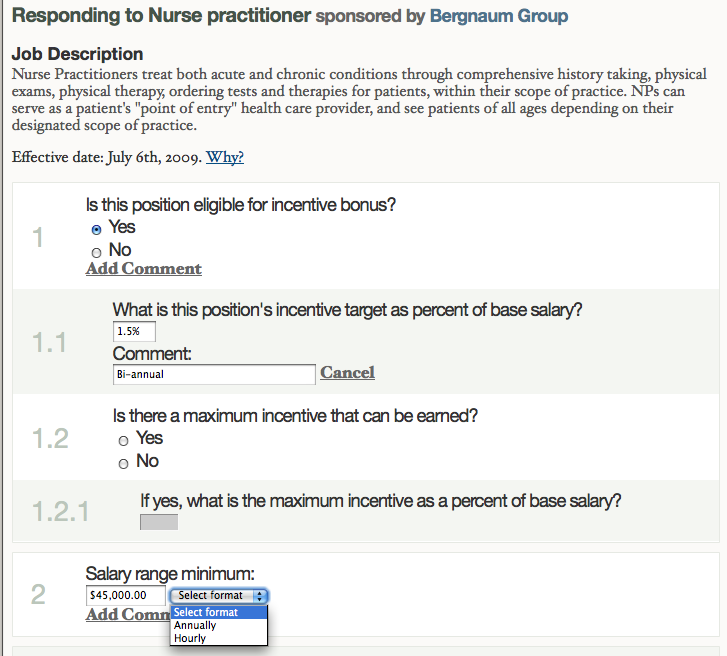 Responding to Nurse practitioner sponsored by Bergnaum Group
Job Description
Nurse Practitioners treat both acute and chronic conditions through comprehensive history taking, physical
exams, physical therapy, ordering tests and therapies for patients, within their scope of practice. NPs can
serve as a patient's "point of entry" health care provider, and see patients of all ages depending on their
designated scope of practice.
Effective date: July 6th, 2009. Why?
1
Is this position eligible for incentive bonus?
Yes
No
Add Comment
1.1
What is this position's incentive target as percent of base salary?
1.5%
Comment:
Bi-annual Cancel
1.2
Is there a maximum incentive that can be earned?
Yes
No
1.2.1
If yes, what is the maximum incentive as a percent of base salary?
2
Salary range minimum:
$45,000.00 Select format
Add Comm
Select format
Annually
Hourly